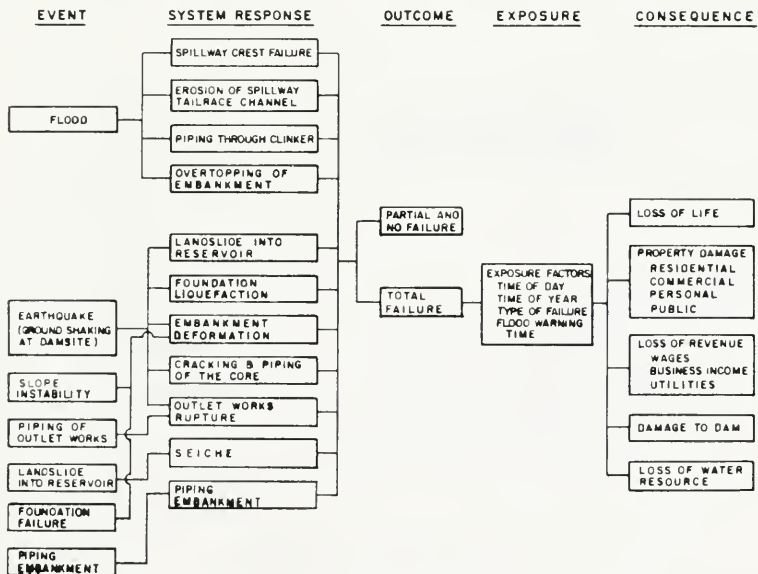 EVENT
SYSTEM RESPONSE
OUTCOME
EXPOSURE
CONSEQUENCE
FLOOD
EARTHQUAKE
(GROUND SHAKING
AT DAMSITE)
SLOPE
INSTABILITY
PIPING OF
OUTLET WORKS
LANDSLIDE
INTO RESERVOIR
FOUNDATION
FAILURE
PIPING
EMBANKMENT
SPILLWAY CREST FAILURE
EROSION OF SPILLWAY
TAILRACE CHANNEL
PIPING THROUGH CLINKER
OVERTOPPING OF
EMBANKMENT
LANDSLIDE INTO
RESERVOIR
FOUNDATION
LIQUEFACTION
EMBANKMENT
DEFORMATION
CRACKING & PIPING
OF THE CORE
OUTLET WORKS
RUPTURE
SEICHE
PIPING
EMBANKMENT
PARTIAL AND
NO FAILURE
TOTAL
FAILURE
EXPOSURE FACTORS
TIME OF DAY
TIME OF YEAR
TYPE OF FAILURE
FLOOD WARNING
TIME
LOSS OF LIFE
PROPERTY DAMAGE
RESIDENTIAL
COMMERCIAL
PERSONAL
PUBLIC
LOSS OF REVENUE
WAGES
BUSINESS INCOME
UTILITIES
DAMAGE TO DAM
LOSS OF WATER
RESOURCE